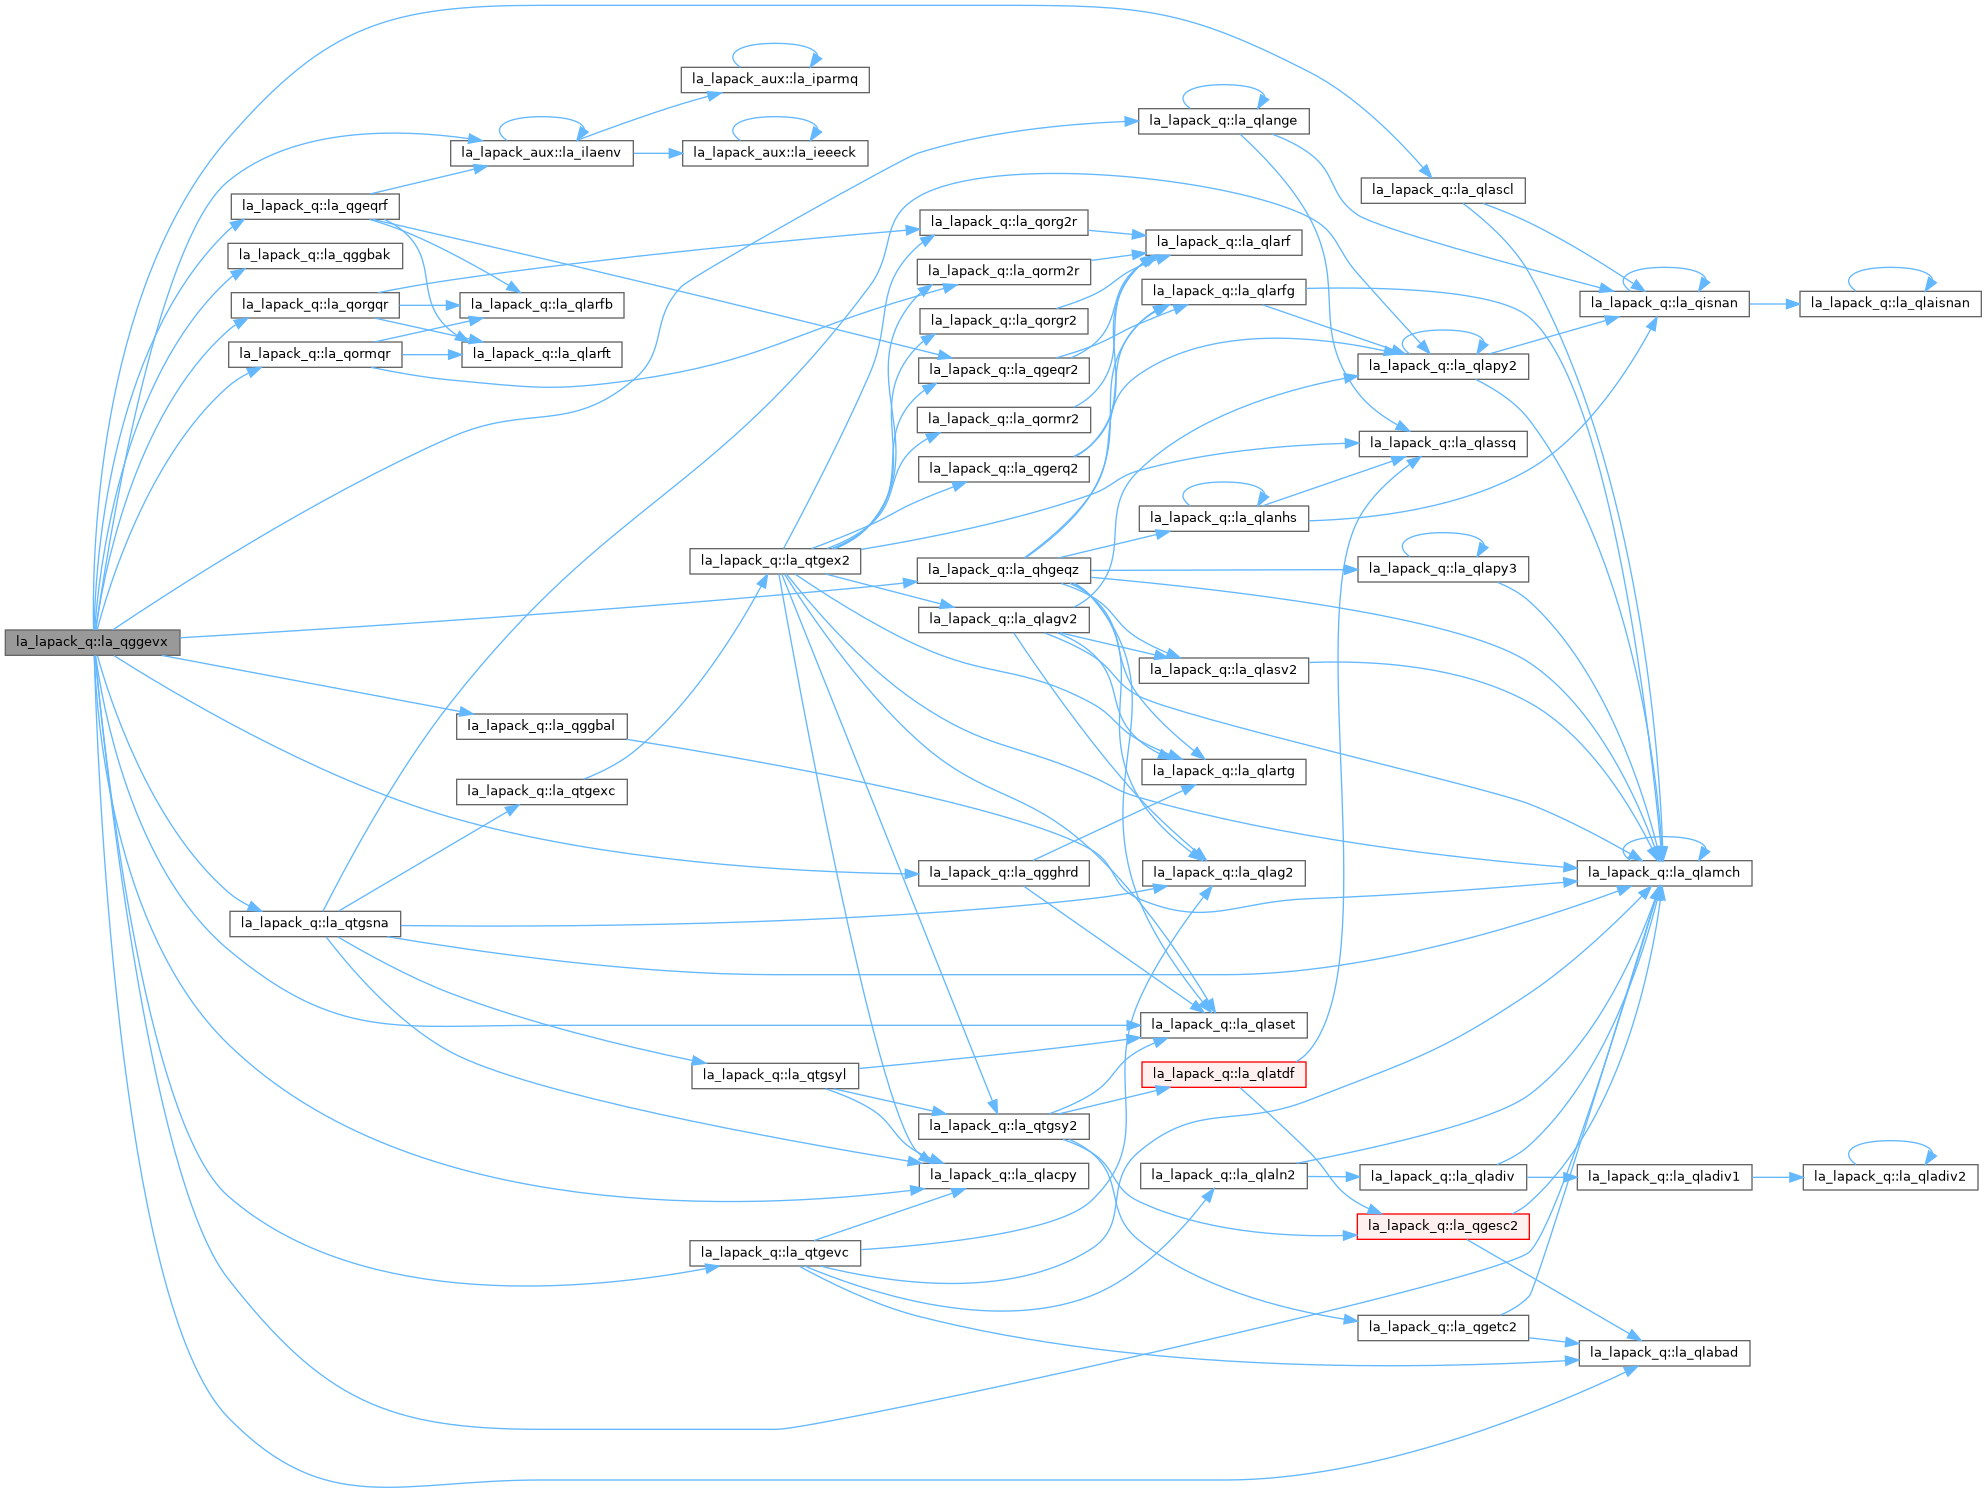 la_lapack_aux::la_iparmq
la_lapack_q::la_qlange
la_lapack_aux::la_ilaenv
la_lapack_aux::la_ieeeck
la_lapack_q::la_qlascl
la_lapack_q::la_qgeqrf
la_lapack_q::la_qorg2r
la_lapack_q::la_qlarf
la_lapack_q::la_qggbak
la_lapack_q::la_qorm2r
la_lapack_q::la_qlarfg
la_lapack_q::la_qorgqr
la_lapack_q::la_qlarfb
la_lapack_q::la_qisnan
la_lapack_q::la_qlaisnan
la_lapack_q::la_qorgr2
la_lapack_q::la_qormqr
la_lapack_q::la_qlarft
la_lapack_q::la_qgeqr2
la_lapack_q::la_qlapy2
la_lapack_q::la_qormr2
la_lapack_q::la_qlassq
la_lapack_q::la_qgerq2
la_lapack_q::la_qlanhs
la_lapack_q::la_qtgex2
la_lapack_q::la_qhgeqz
la_lapack_q::la_qlapy3
la_lapack_q::la_qlagv2
la_lapack_q::la_qggevx
la_lapack_q::la_qlasv2
la_lapack_q::la_qggbal
la_lapack_q::la_qlartg
la_lapack_q::la_qtgexc
la_lapack_q::la_qgghrd
la_lapack_q::la_qlag2
la_lapack_q::la_qlamch
la_lapack_q::la_qtgsna
la_lapack_q::la_qlaset
la_lapack_q::la_qtgsyl
la_lapack_q::la_qlatdf
la_lapack_q::la_qtgsy2
la_lapack_q::la_qlacpy
la_lapack_q::la_qlaln2
la_lapack_q::la_qladiv
la_lapack_q::la_qladiv1
la_lapack_q::la_qladiv2
la_lapack_q::la_qgesc2
la_lapack_q::la_qtgevc
la_lapack_q::la_qgetc2
la_lapack_q::la_qlabad